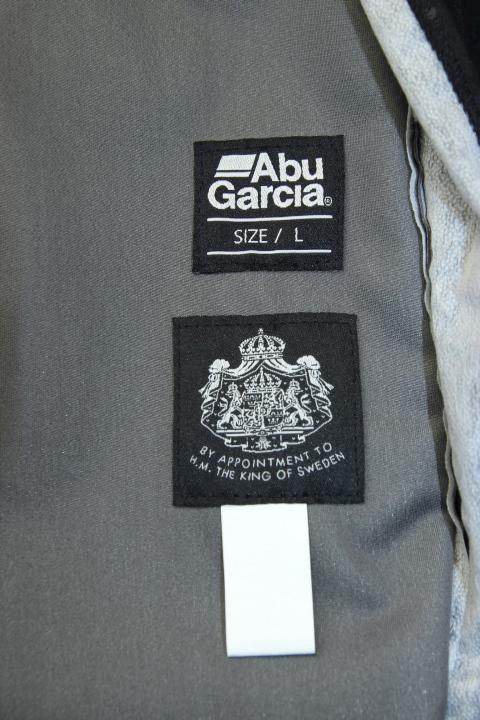 Abu
Garcia®
SIZE / L
BY APPOINTMENT TO
H.M. THE KING OF SWEDEN